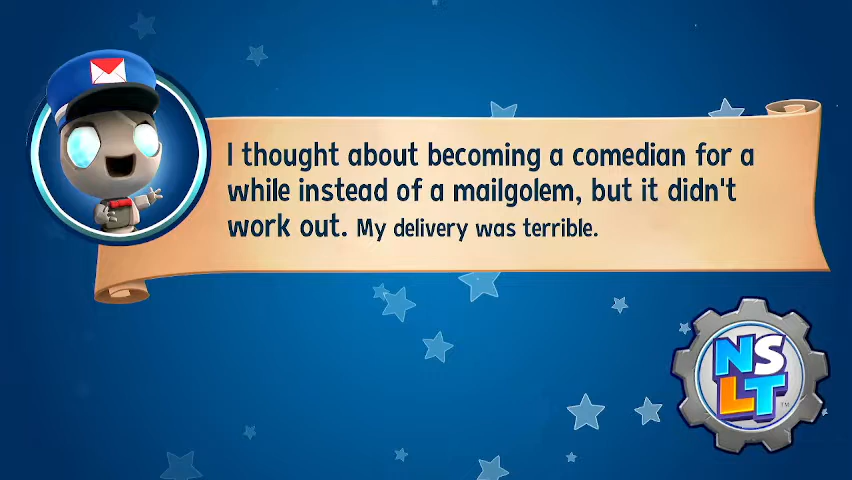 I thought about becoming a comedian for a
while instead of a mailgolem, but it didn't
work out. My delivery was terrible.
NS
LT
TM